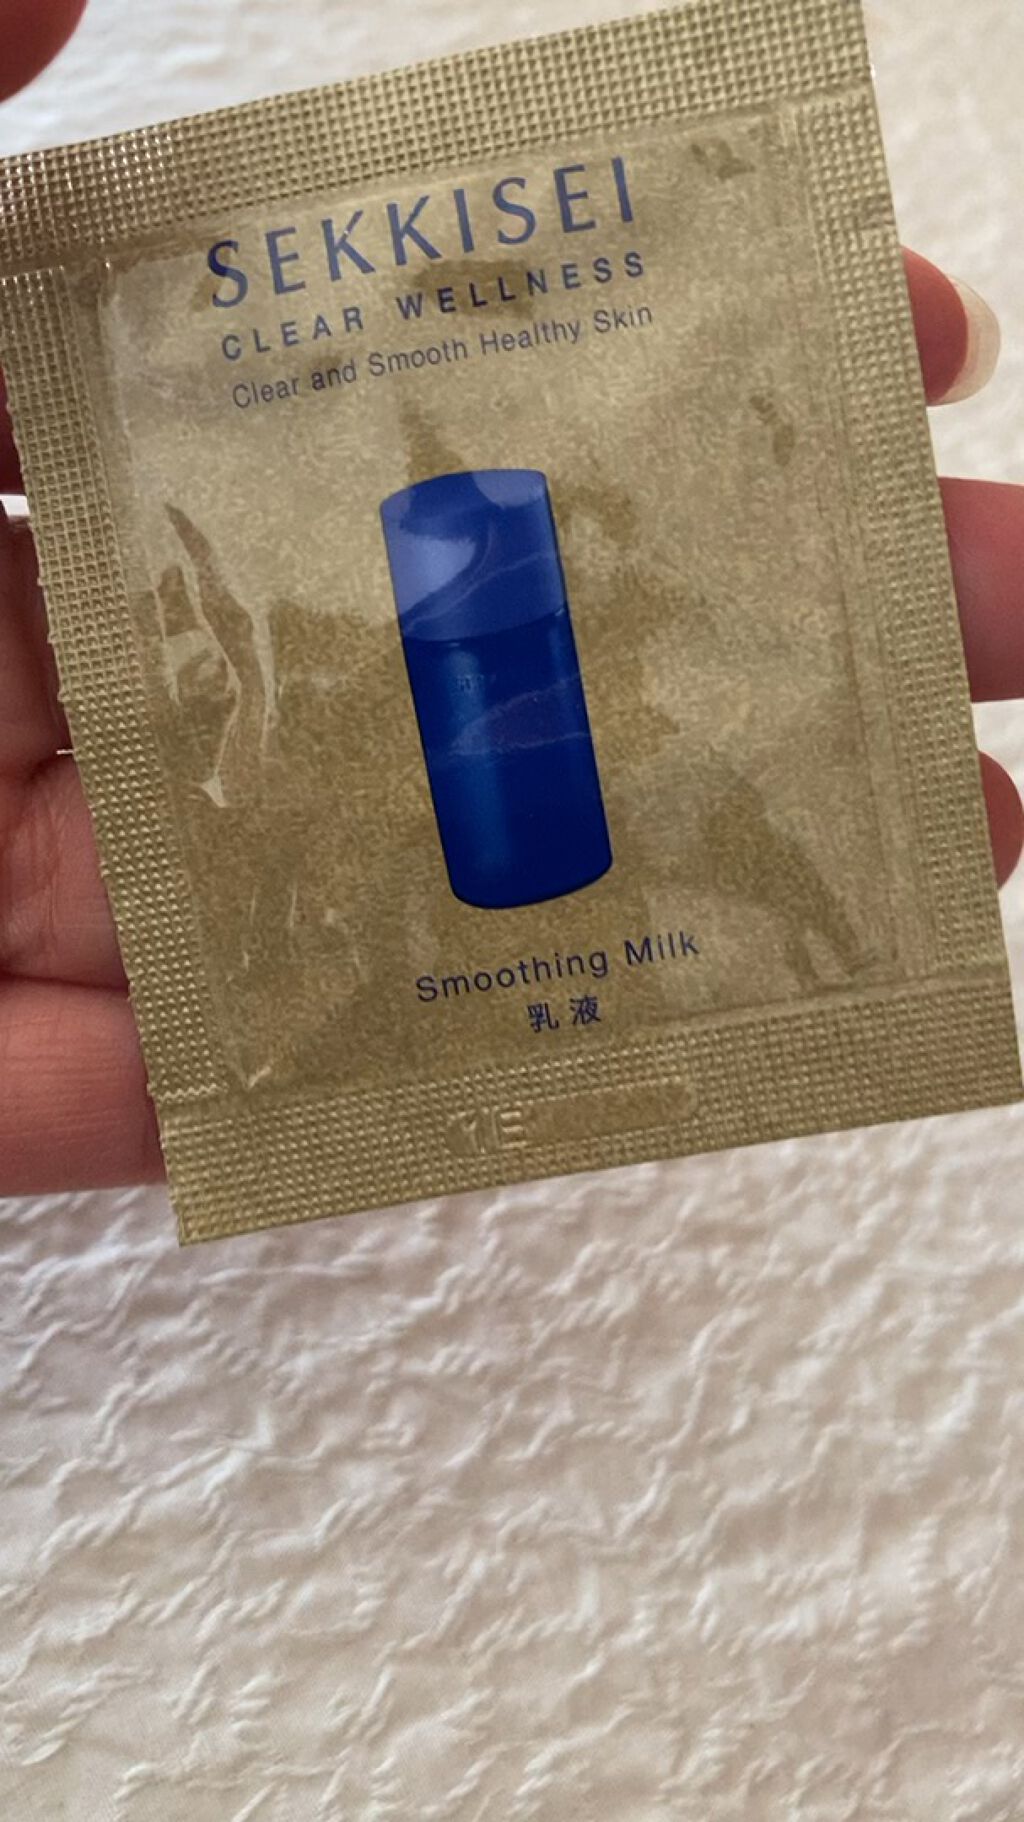 SEKKISEI
CLEAR WELLNESS
Clear and Smooth Healthy Skin
Smoothing Milk
乳液